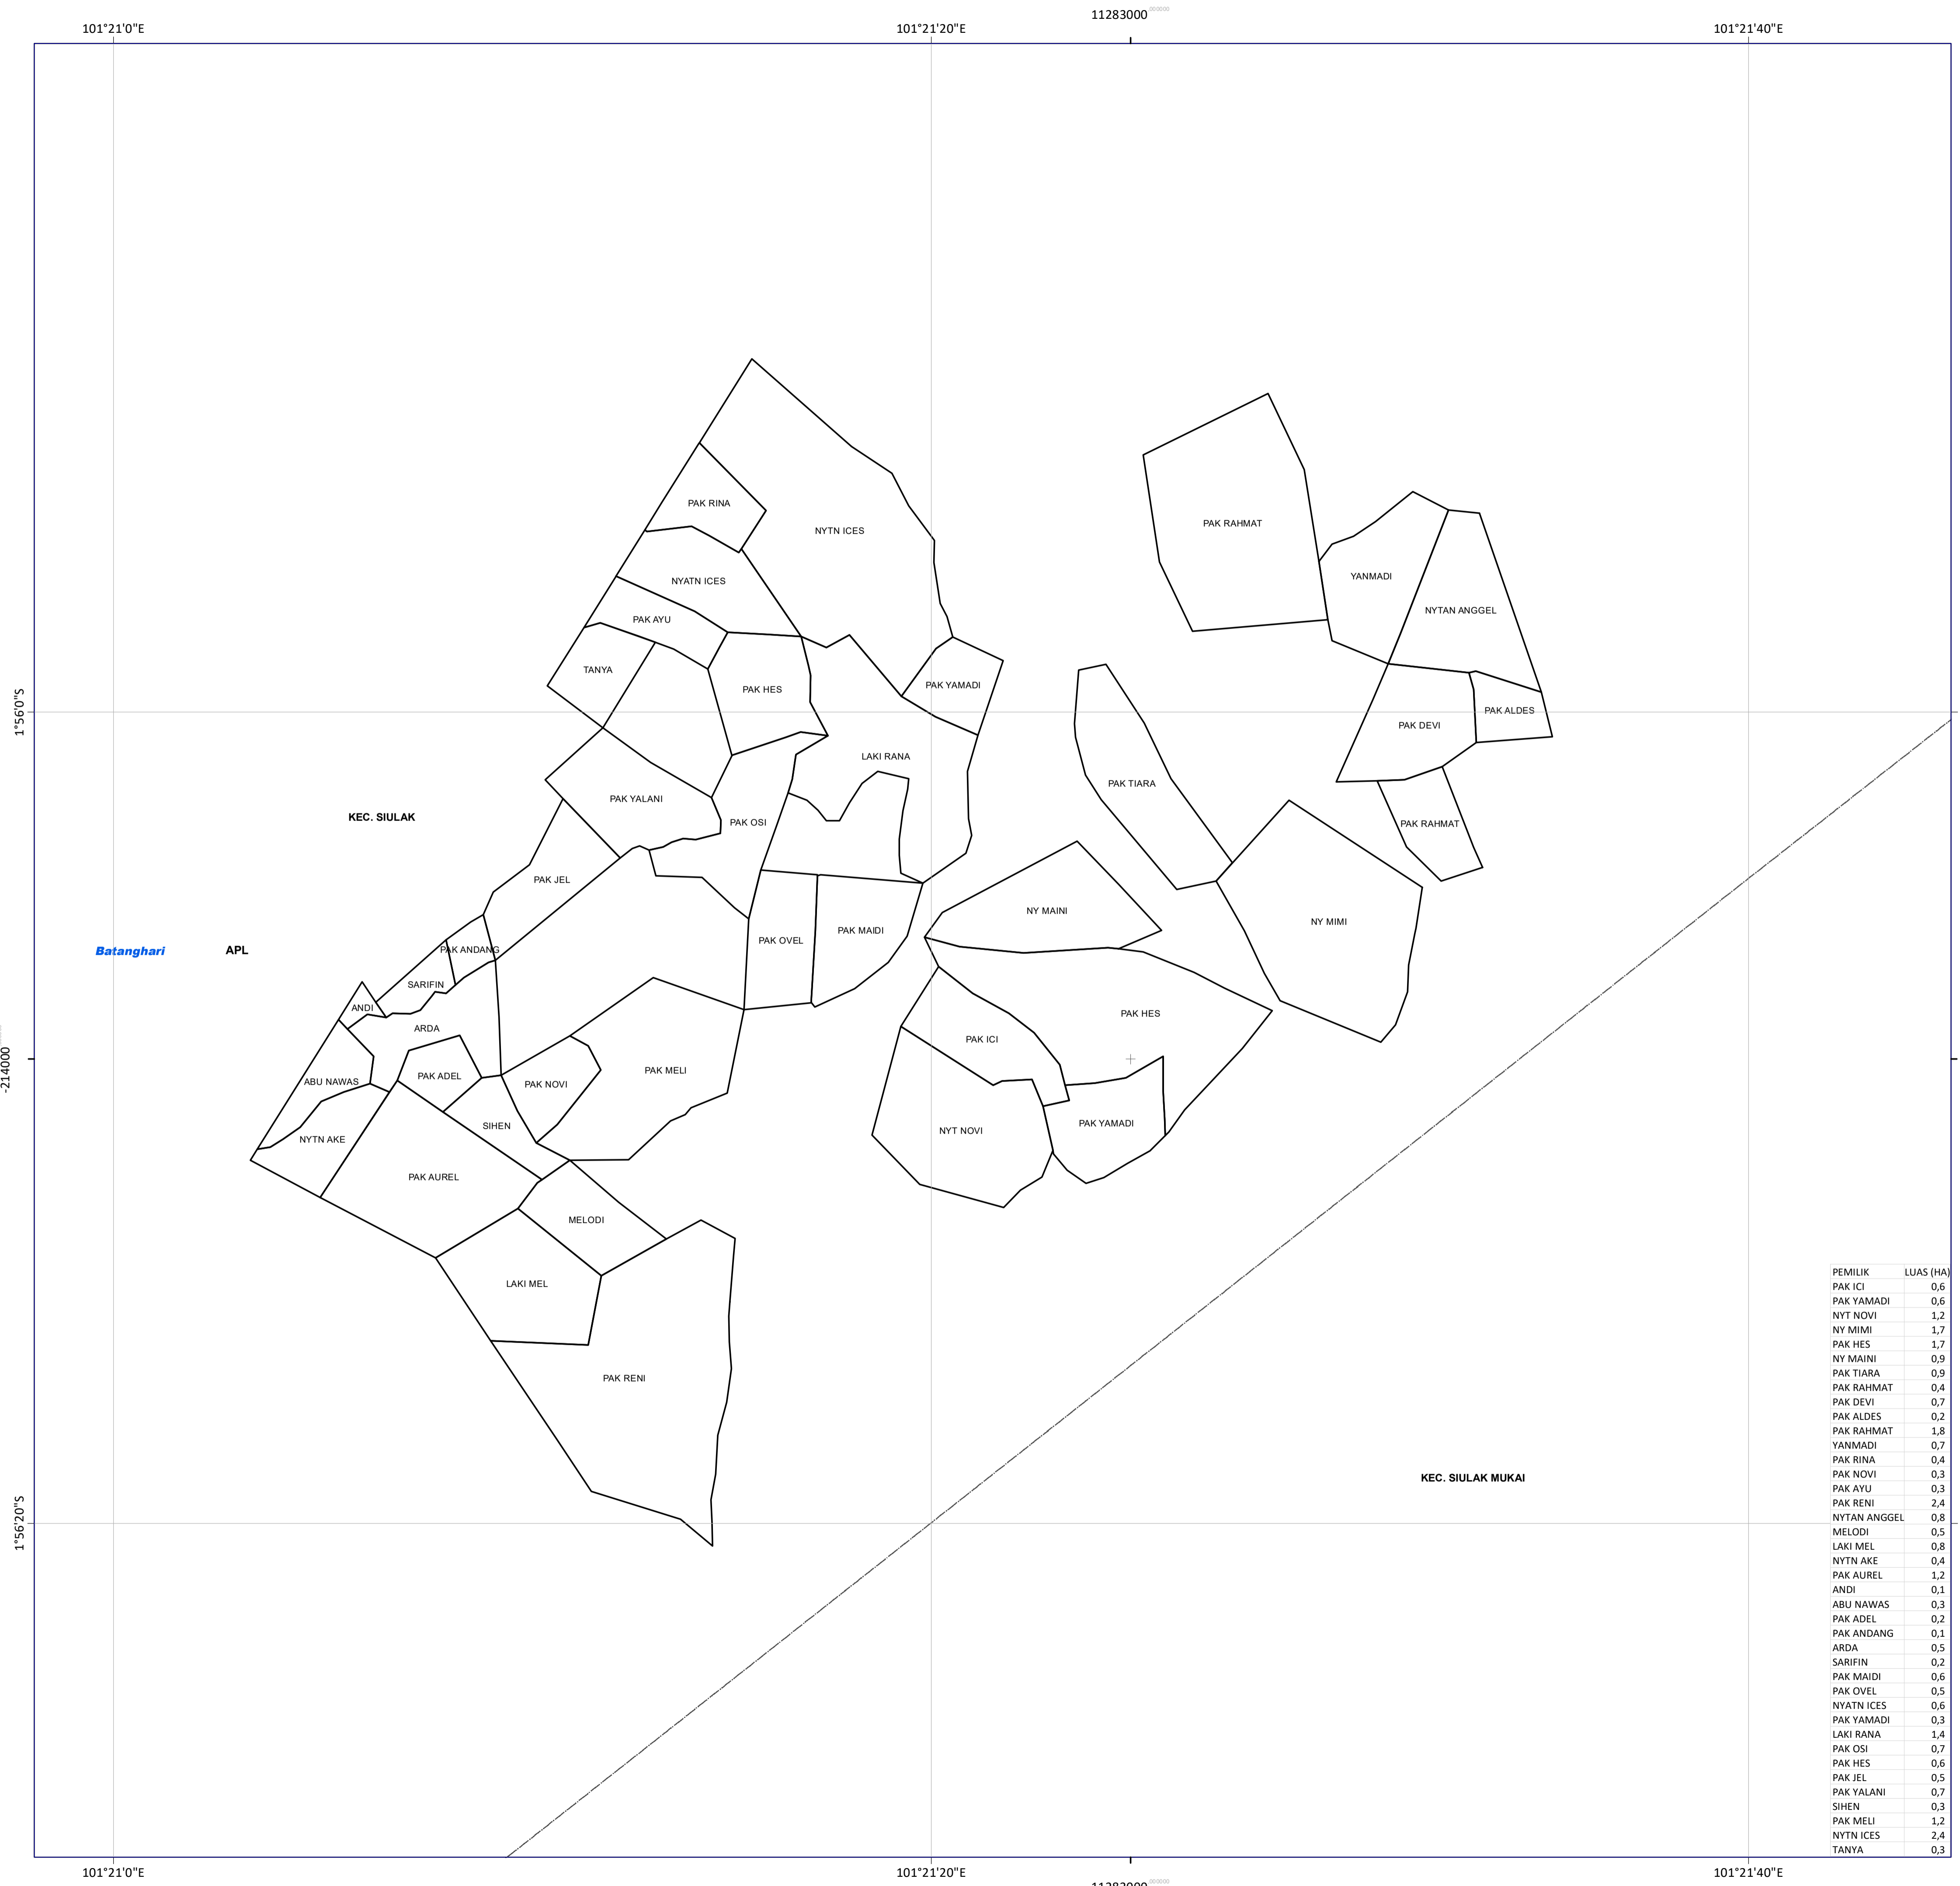 11283000,000000
101°21'0"E 101°21'20"E 101°21'40"E
PAK RINA
NYTN ICES
PAK RAHMAT
YANMADI
NYATN ICES
NYTAN ANGGEL
PAK AYU
TANYA
PAK HES
PAK YAMADI
1°56'0"S
PAK ALDES
PAK DEVI
LAKI RANA
PAK TIARA
PAK YALANI
KEC. SIULAK
PAK OSI
PAK RAHMAT
PAK JEL
NY MAINI
NY MIMI
PAK OVEL
PAK MAIDI
Batanghari
APL
PAK ANDANG
SARIFIN
ANDI
PAK HES
ARDA
PAK ICI
-214000
PAK MELI
PAK ADEL
ABU NAWAS
PAK NOVI
SIHEN
PAK YAMADI
NYT NOVI
NYTN AKE
PAK AUREL
MELODI
LAKI MEL
PAK RENI
KEC. SIULAK MUKAI
1°56'20"S
PEMILIK LUAS (HA)
PAK ICI 0,6
PAK YAMADI 0,6
NYT NOVI 1,2
NY MIMI 1,7
PAK HES 1,7
NY MAINI 0,9
PAK TIARA 0,9
PAK RAHMAT 0,4
PAK DEVI 0,7
PAK ALDES 0,2
PAK RAHMAT 1,8
YANMADI 0,7
PAK RINA 0,4
PAK NOVI 0,3
PAK AYU 0,3
PAK RENI 2,4
NYTAN ANGGEL 0,8
MELODI 0,5
LAKI MEL 0,8
NYTN AKE 0,4
PAK AUREL 1,2
ANDI 0,1
ABU NAWAS 0,3
PAK ADEL 0,2
PAK ANDANG 0,1
ARDA 0,5
SARIFIN 0,2
PAK MAIDI 0,6
PAK OVEL 0,5
NYATN ICES 0,6
PAK YAMADI 0,3
LAKI RANA 1,4
PAK OSI 0,7
PAK HES 0,6
PAK JEL 0,5
PAK YALANI 0,7
SIHEN 0,3
PAK MELI 1,2
NYTN ICES 2,4
TANYA 0,3
101°21'0"E 101°21'20"E 101°21'40"E
11283000,000000